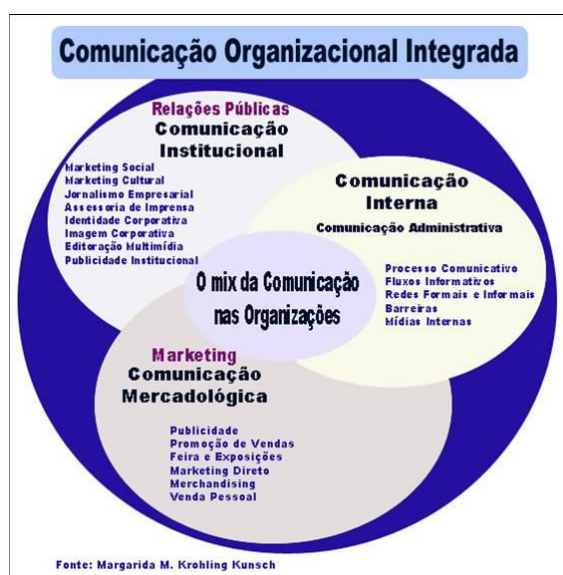 Comunicação Organizacional Integrada
Relações Públicas
Comunicação
Institucional
Marketing Social
Marketing Cultural
Jornalismo Empresarial
Assessoria de Imprensa
Identidade Corporativa
Imagem Corporativa
Editoração Multimídia
Publicidade Institucional
Comunicação
Interna
Comunicação Administrativa
Processo Comunicativo
Fluxos Informativos
Redes Formais e Informais
Barreiras
Mídias Internas
O mix da Comunicação
nas Organizações
Marketing
Comunicação
Mercadológica
Publicidade
Promoção de Vendas
Feira e Exposições
Marketing Direto
Merchandising
Venda Pessoal
Fonte: Margarida M. Krohling Kunsch